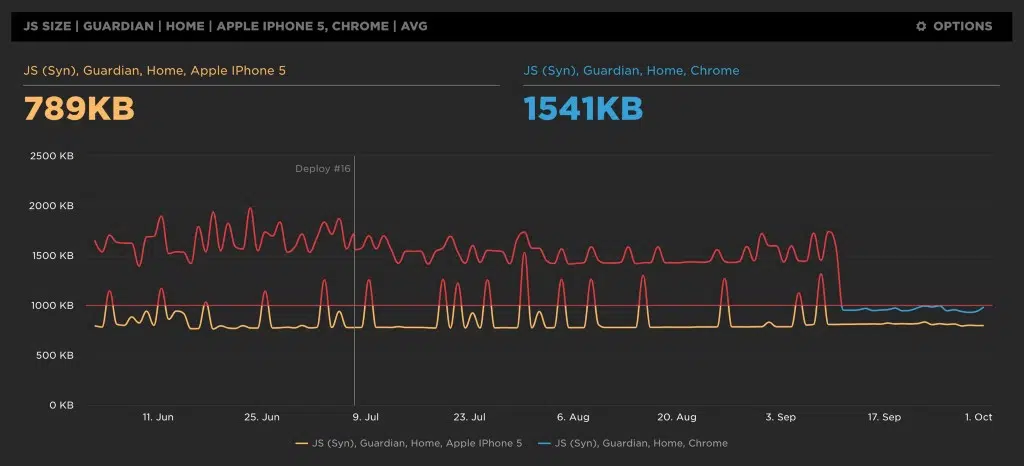 JS SIZE | GUARDIAN | HOME | APPLE IPHONE 5, CHROME | AVG
OPTIONS
JS (Syn), Guardian, Home, Apple IPhone 5
JS (Syn), Guardian, Home, Chrome
789KB
1541KB
2500 KB
Deploy #16
2000 KB
1500 KB
1000 KB
500 KB
0 KB
11. Jun
25. Jun
9. Jul
23. Jul
6. Aug
20. Aug
3. Sep
17. Sep
1. Oct
JS (Syn), Guardian, Home, Apple IPhone 5
JS (Syn), Guardian, Home, Chrome